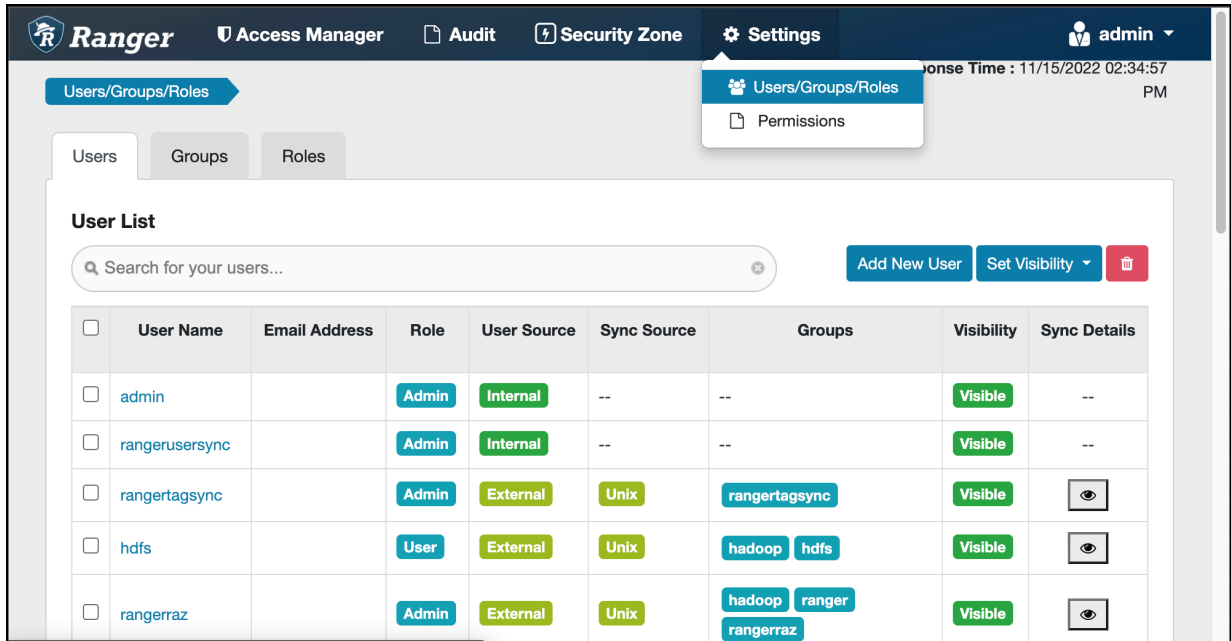 Ranger Access Manager Audit Security Zone Settings admin
Users/Groups/Roles
Permissions
ponse Time : 11/15/2022 02:34:57
PM
Users/Groups/Roles
Users Groups Roles
User List
Search for your users...
Add New User Set Visibility
User Name Email Address Role User Source Sync Source Groups Visibility Sync Details
admin Admin Internal -- -- Visible --
rangerusersync Admin Internal -- -- Visible --
rangertagsync Admin External Unix rangertagsync Visible
hdfs User External Unix hadoop hdfs Visible
rangerraz Admin External Unix hadoop ranger Visible
rangerraz